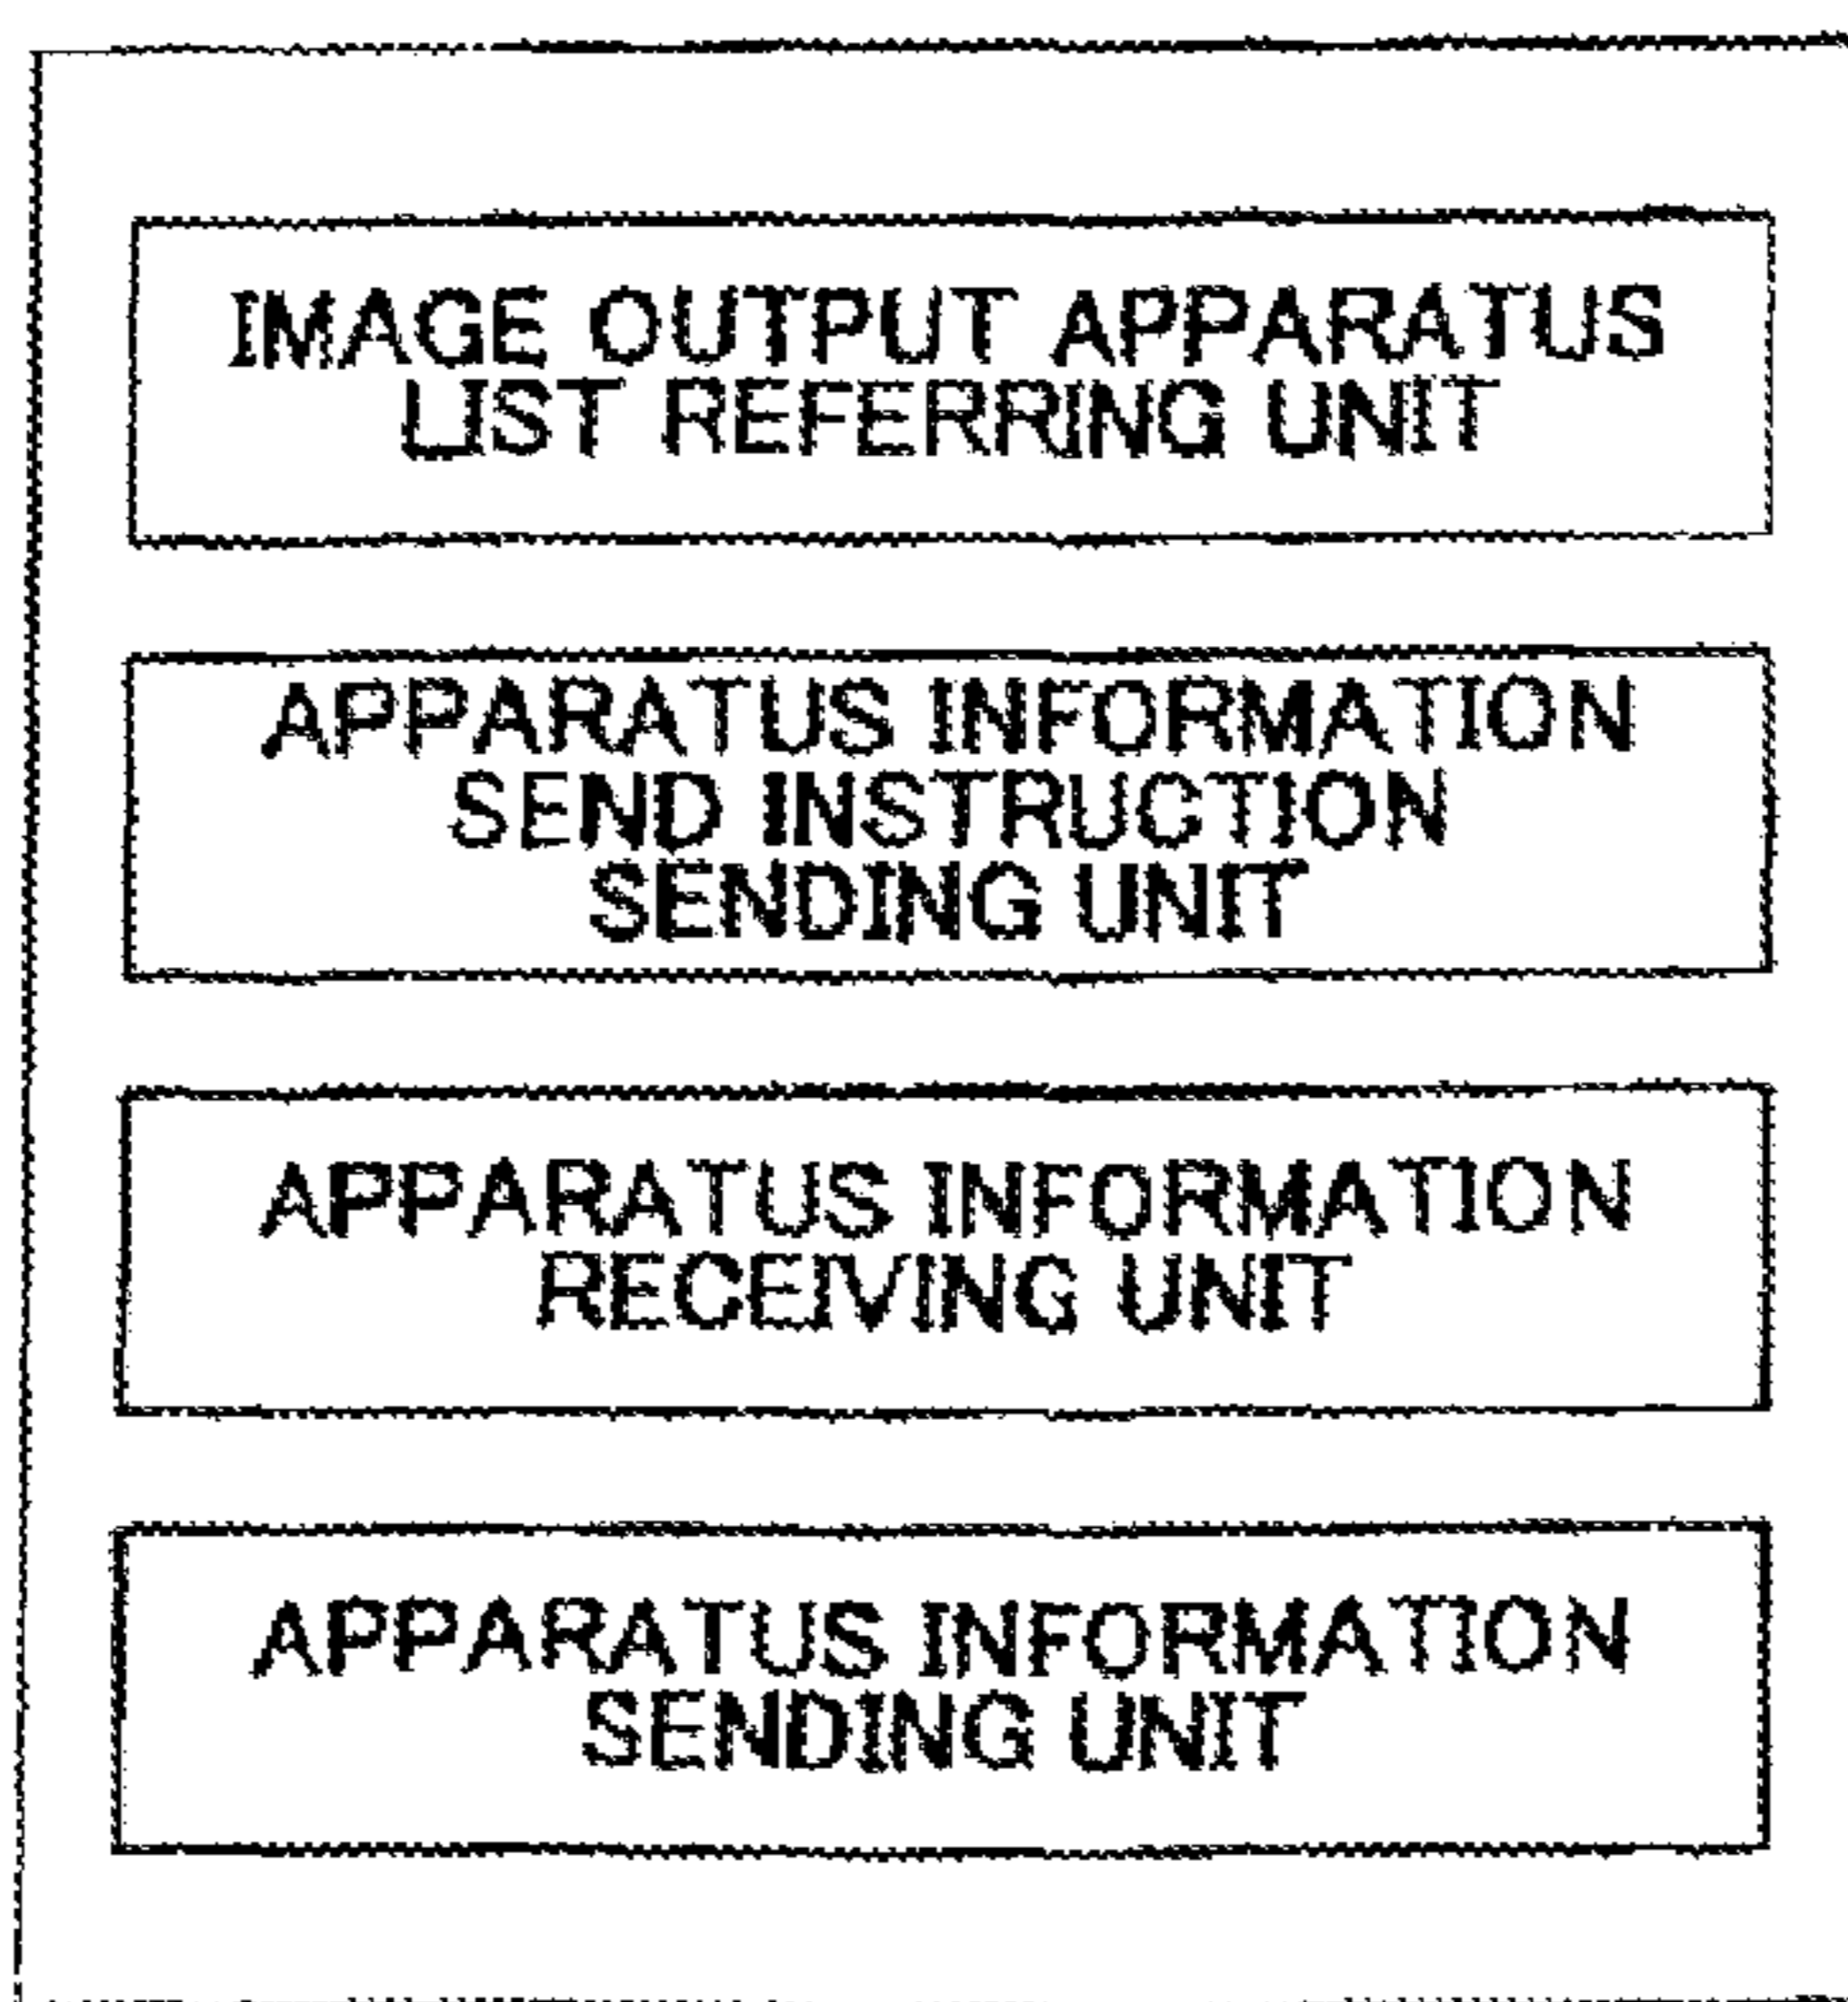 IMAGE OUTPUT APPARATUS
LIST REFERRING UNIT
APPARATUS INFORMATION
SEND INSTRUCTION
SENDING UNIT
APPARATUS INFORMATION
RECEIVING UNIT
APPARATUS INFORMATION
SENDING UNIT